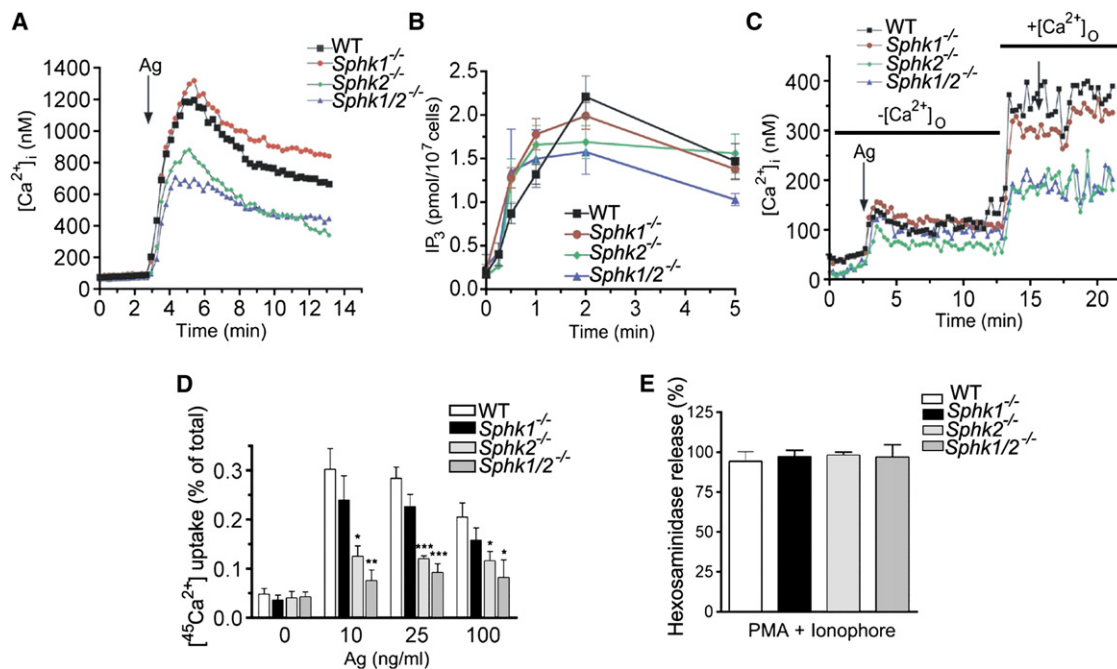 A
WT
Sphk1-/-
Sphk2-/-
Sphk1/2-/-
Ag
[Ca2+]i (nM)
1400
1200
1000
800
600
400
200
0
0 2 4 6 8 10 12 14
Time (min)
B
IP3 (pmol/10^7 cells)
2.5
2.0
1.5
1.0
0.5
0.0
WT
Sphk1-/-
Sphk2-/-
Sphk1/2-/-
0 1 2 3 4 5
Time (min)
C
WT
Sphk1-/-
Sphk2-/-
Sphk1/2-/-
+[Ca2+]O
-[Ca2+]O
Ag
[Ca2+]i (nM)
400
300
200
100
0
0 5 10 15 20
Time (min)
D
WT
Sphk1-/-
Sphk2-/-
Sphk1/2-/-
[45Ca2+] uptake (% of total)
0.3
0.2
0.1
0.0
* ** *** *** * *
0 10 25 100
Ag (ng/ml)
E
WT
Sphk1-/-
Sphk2-/-
Sphk1/2-/-
Hexosaminidase release (%)
125
100
75
50
25
0
PMA + Ionophore